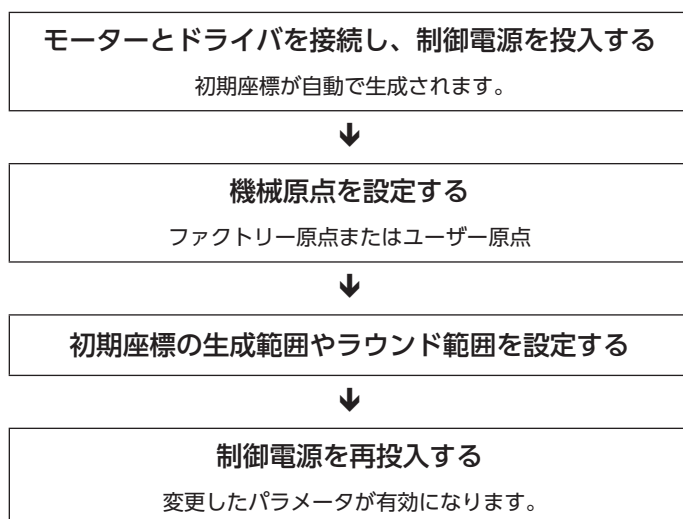 モーターとドライバを接続し、制御電源を投入する
初期座標が自動で生成されます。
機械原点を設定する
ファクトリー原点またはユーザー原点
初期座標の生成範囲やラウンド範囲を設定する
制御電源を再投入する
変更したパラメータが有効になります。